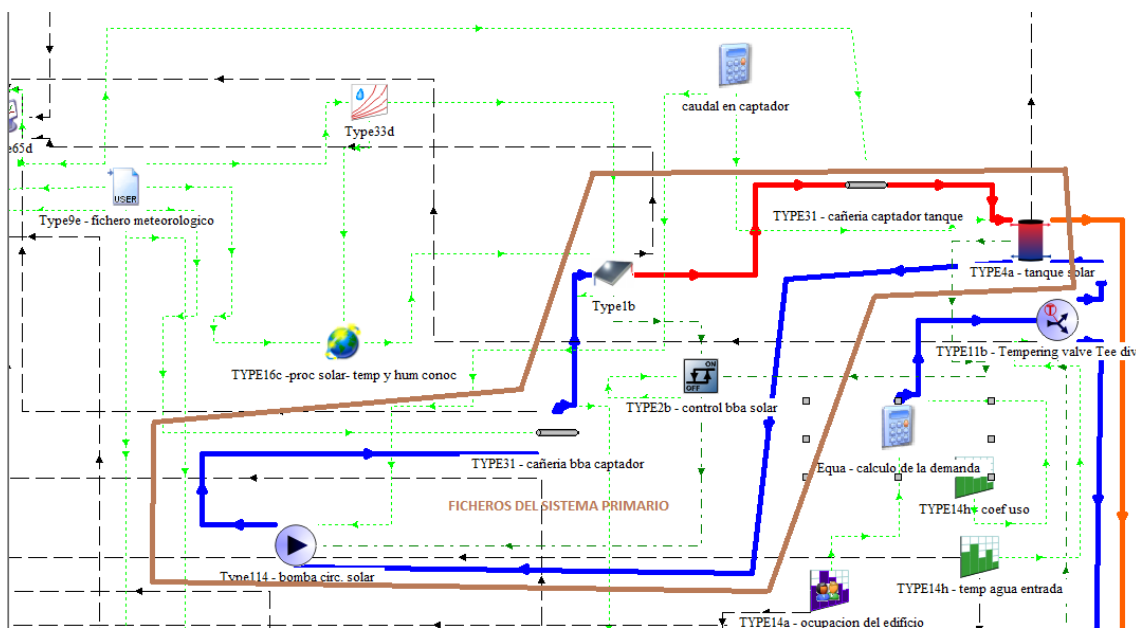 caudal en captador
Type33d
e65d
USER
Type9e - fichero meteorologico
TYPE31 - cañeria captador tanque
TYPE4a - tanque solar
Type1b
T
TYPE11b - Tempering valve Tee div
TYPE16c -proc solar- temp y hum conoc
ON
OFF
TYPE2b - control bba solar
TYPE31 - cañeria bba captador
Equa - calculo de la demanda
FICHEROS DEL SISTEMA PRIMARIO
TYPE14h - coef uso
Type114 - bomba circ. solar
TYPE14h - temp agua entrada
TYPE14a - ocupacion del edificio